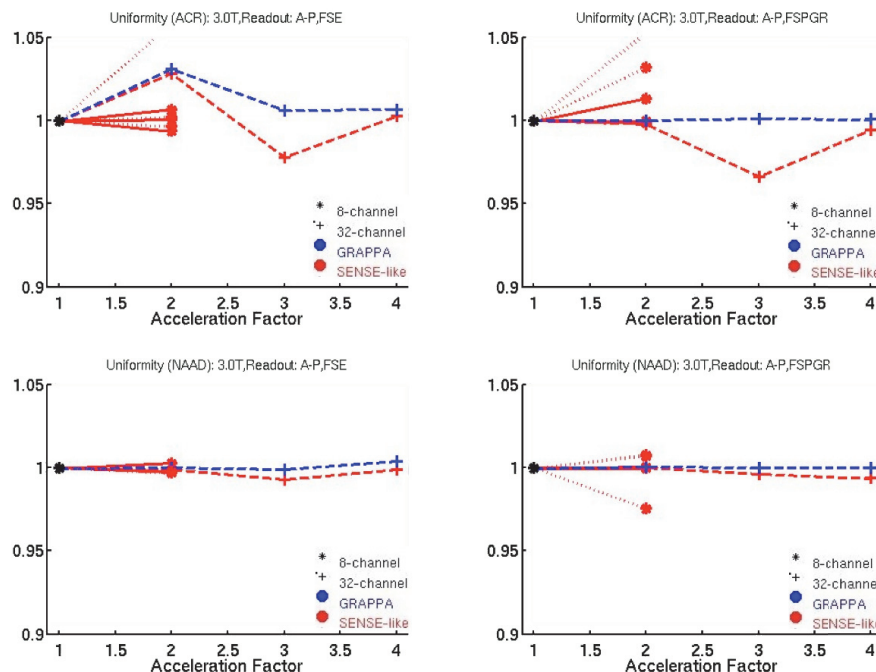 Uniformity (ACR): 3.0T,Readout: A-P,FSE
1.05
1
0.95
0.9
8-channel
32-channel
GRAPPA
SENSE-like
1 1.5 2 2.5 3 3.5 4
Acceleration Factor
Uniformity (ACR): 3.0T,Readout: A-P,FSPGR
1.05
1
0.95
0.9
8-channel
32-channel
GRAPPA
SENSE-like
1 1.5 2 2.5 3 3.5 4
Acceleration Factor
Uniformity (NAAD): 3.0T,Readout: A-P,FSE
1.05
1
0.95
0.9
8-channel
32-channel
GRAPPA
SENSE-like
1 1.5 2 2.5 3 3.5 4
Acceleration Factor
Uniformity (NAAD): 3.0T,Readout: A-P,FSPGR
1.05
1
0.95
0.9
8-channel
32-channel
GRAPPA
SENSE-like
1 1.5 2 2.5 3 3.5 4
Acceleration Factor